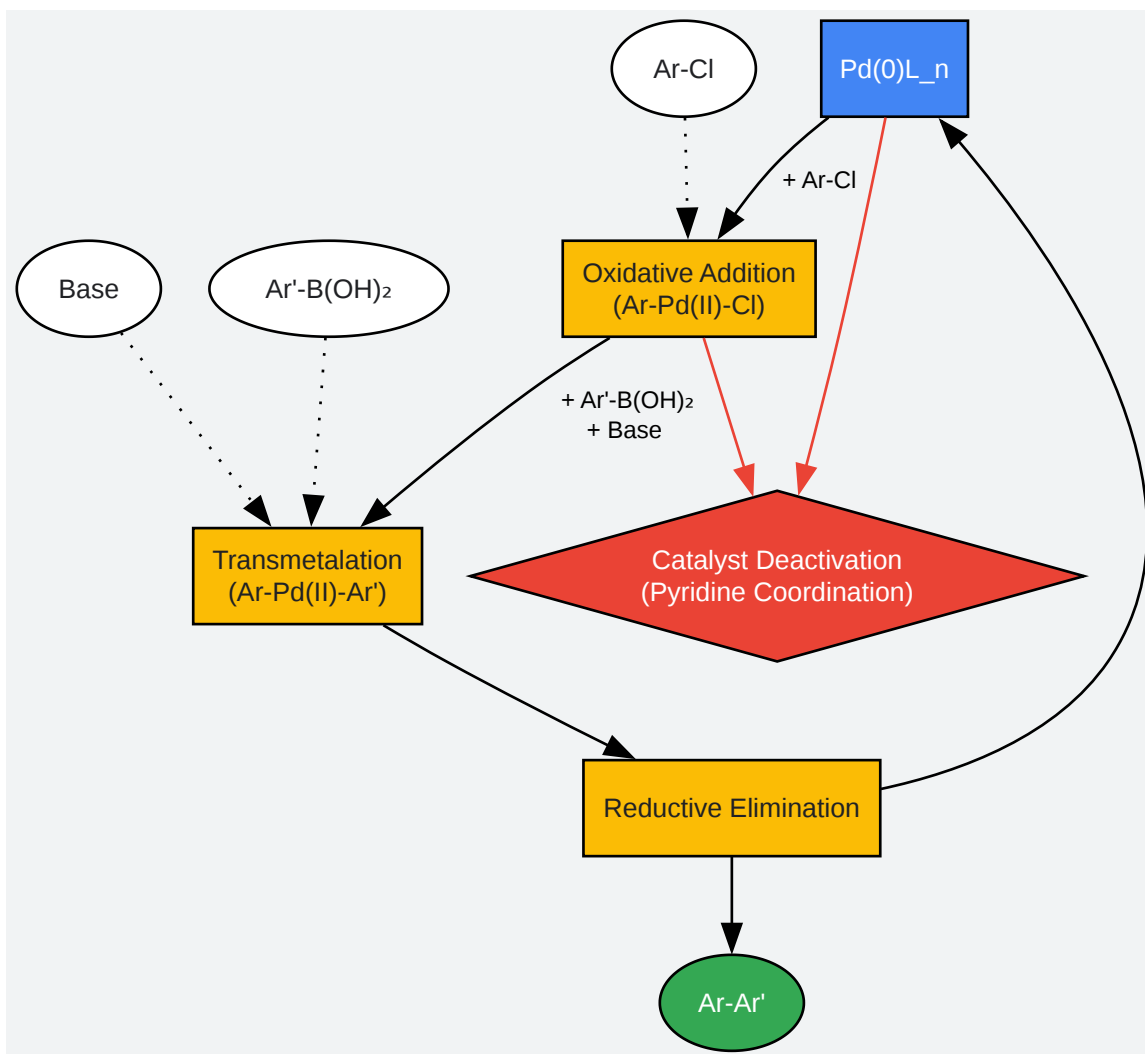 Ar-Cl
Pd(0)L_n
+ Ar-Cl
Base
Ar'-B(OH)₂
Oxidative Addition
(Ar-Pd(II)-Cl)
+ Ar'-B(OH)₂
+ Base
Transmetalation
(Ar-Pd(II)-Ar')
Catalyst Deactivation
(Pyridine Coordination)
Reductive Elimination
Ar-Ar'